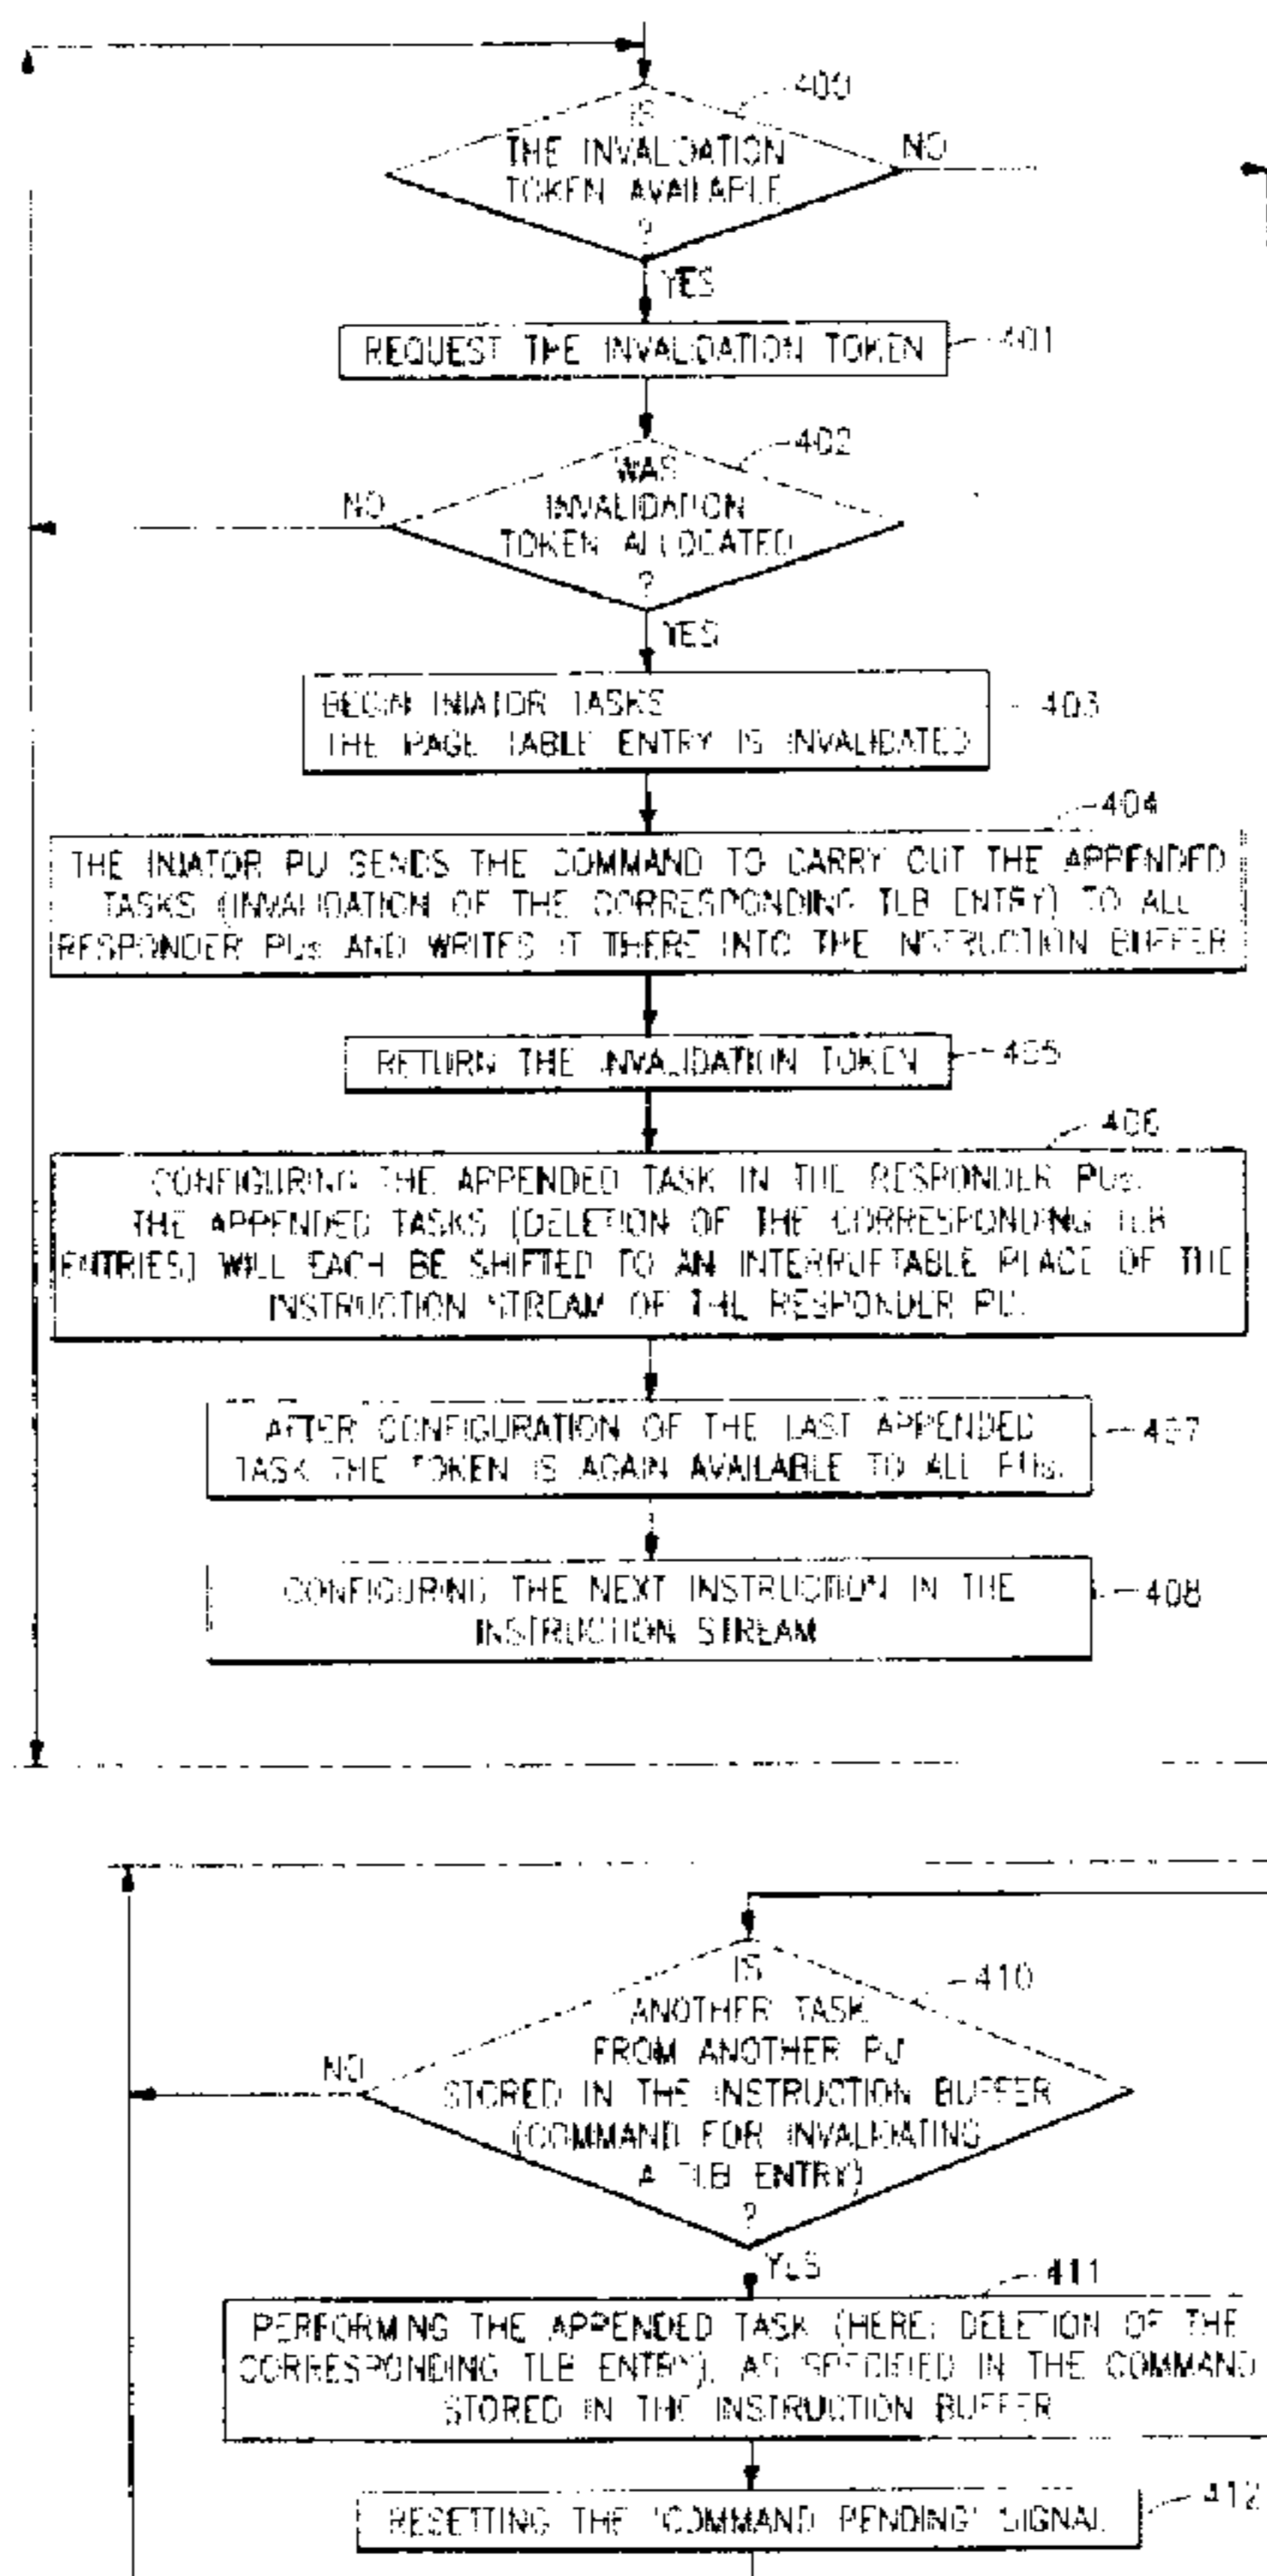 400
IS
THE INVALIDATION
TOKEN AVAILABLE
?
NO
YES
REQUEST THE INVALIDATION TOKEN
401
402
WAS
INVALIDATION
TOKEN ALLOCATED
?
NO
YES
BEGIN INIATOR TASKS
THE PAGE TABLE ENTRY IS INVALIDATED
403
404
THE INIATOR PU SENDS THE COMMAND TO CARRY OUT THE APPENDED
TASKS (INVALIDATION OF THE CORRESPONDING TLB ENTRY) TO ALL
RESPONDER PUs AND WRITES IT THERE INTO THE INSTRUCTION BUFFER
RETURN THE INVALIDATION TOKEN
405
406
CONFIGURING THE APPENDED TASK IN THE RESPONDER PUs.
THE APPENDED TASKS (DELETION OF THE CORRESPONDING TLB
ENTRIES) WILL EACH BE SHIFTED TO AN INTERRUPTABLE PLACE OF THE
INSTRUCTION STREAM OF THE RESPONDER PU.
AFTER CONFIGURATION OF THE LAST APPENDED
TASK THE TOKEN IS AGAIN AVAILABLE TO ALL PUs.
407
CONFIGURING THE NEXT INSTRUCTION IN THE
INSTRUCTION STREAM
408
IS
ANOTHER TASK
FROM ANOTHER PU
STORED IN THE INSTRUCTION BUFFER
(COMMAND FOR INVALIDATING
A TLB ENTRY)
?
410
NO
YES
411
PERFORMING THE APPENDED TASK (HERE: DELETION OF THE
CORRESPONDING TLB ENTRY), AS SPECIFIED IN THE COMMAND
STORED IN THE INSTRUCTION BUFFER
RESETTING THE 'COMMAND PENDING' SIGNAL
412